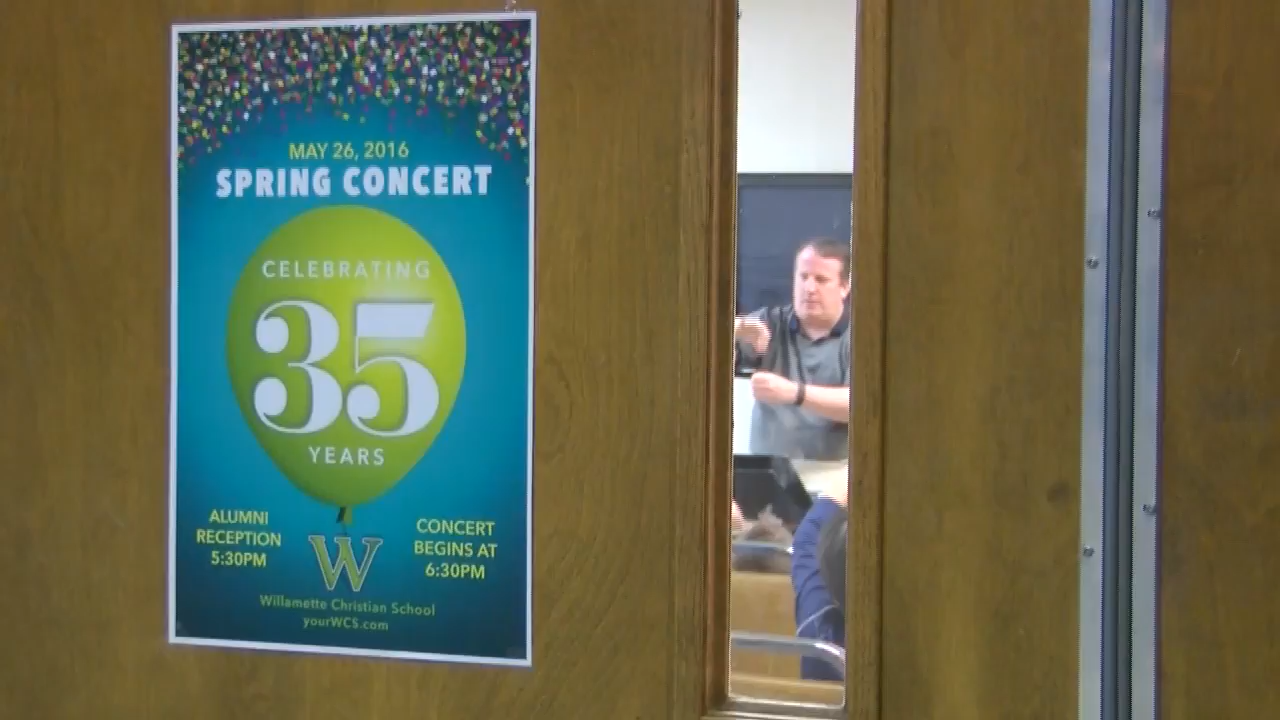 MAY 26, 2016
SPRING CONCERT
CELEBRATING
35
YEARS
ALUMNI
RECEPTION
5:30PM
CONCERT
BEGINS AT
6:30PM
W
Willamette Christian School
yourWCS.com